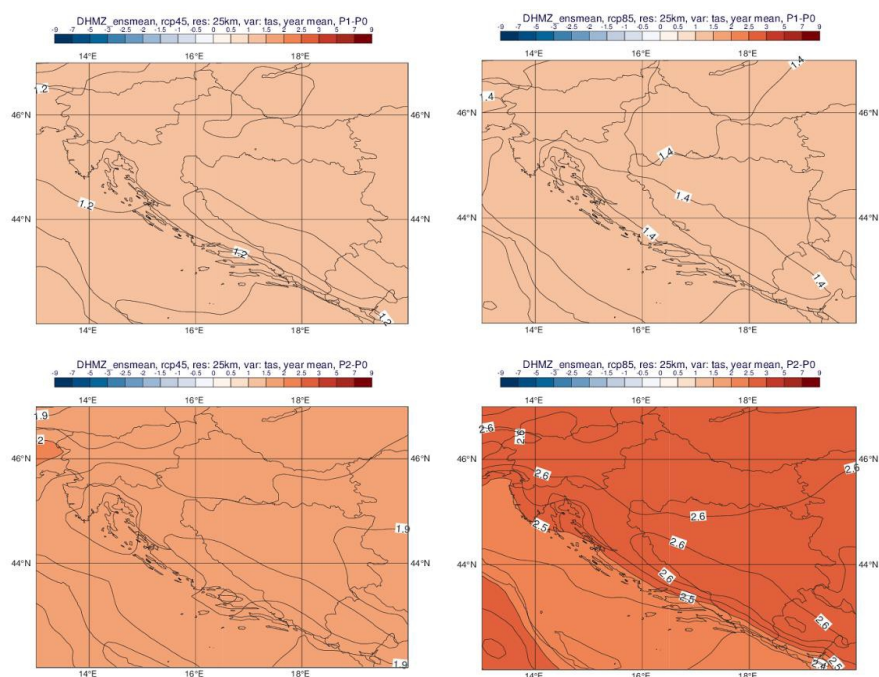 DHMZ_ensmean, rcp45, res: 25km, var: tas, year mean, P1-P0
-9 -7 -5 -3 -2.5 -2 -1.5 -1 -0.5 0 0.5 1 1.5 2 2.5 3 5 7 9
14°E 16°E 18°E
1.2
46°N
1.2
44°N
1.2
1.2
14°E 16°E 18°E
DHMZ_ensmean, rcp85, res: 25km, var: tas, year mean, P1-P0
-9 -7 -5 -3 -2.5 -2 -1.5 -1 -0.5 0 0.5 1 1.5 2 2.5 3 5 7 9
14°E 16°E 18°E
1.4
1.4
46°N
1.4
1.4
44°N
1.4
1.4
14°E 16°E 18°E
DHMZ_ensmean, rcp45, res: 25km, var: tas, year mean, P2-P0
-9 -7 -5 -3 -2.5 -2 -1.5 -1 -0.5 0 0.5 1 1.5 2 2.5 3 5 7 9
14°E 16°E 18°E
1.9
2
46°N
1.9
44°N
1.9
14°E 16°E 18°E
DHMZ_ensmean, rcp85, res: 25km, var: tas, year mean, P2-P0
-9 -7 -5 -3 -2.5 -2 -1.5 -1 -0.5 0 0.5 1 1.5 2 2.5 3 5 7 9
14°E 16°E 18°E
2.6
2.6
46°N
2.6
2.6
2.6
2.5
2.6
44°N
2.6
2.5
2.6
2.5
2.4
14°E 16°E 18°E